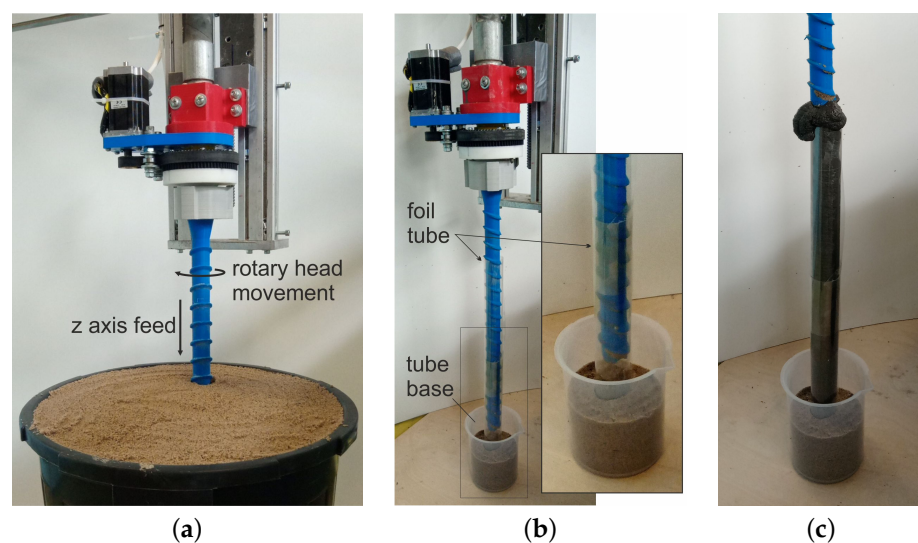 rotary head
movement
z axis feed
foil
tube
tube
base
(a)
(b)
(c)